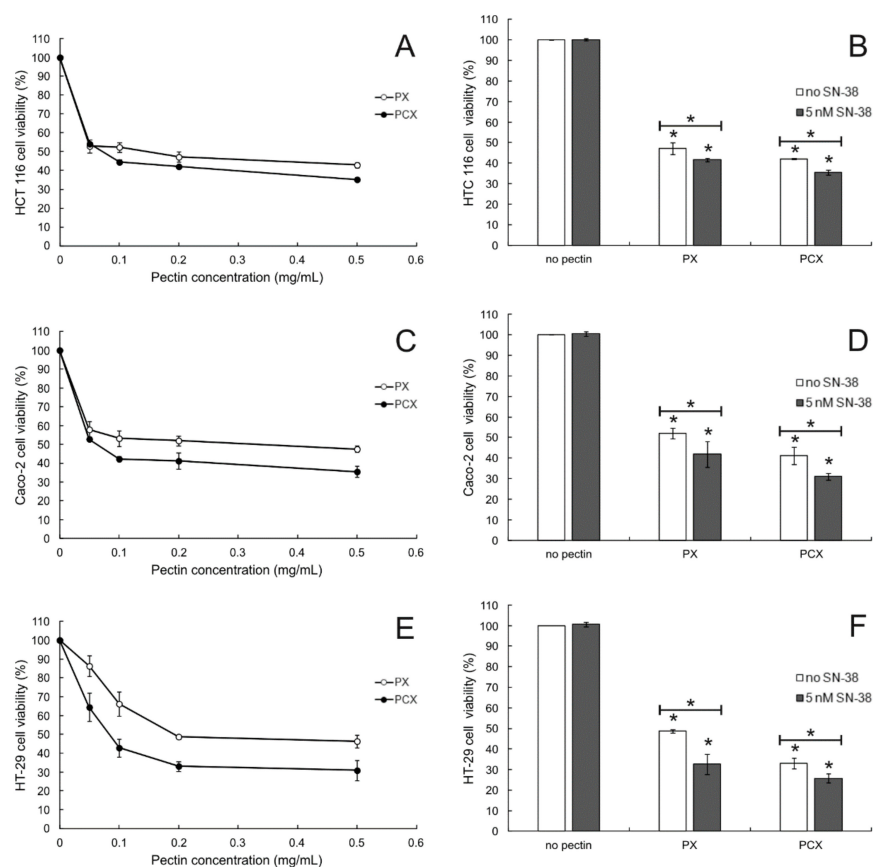 A
HCT 116 cell viability (%)
110
100
90
80
70
60
50
40
30
20
10
0
PX
PCX
0 0.1 0.2 0.3 0.4 0.5 0.6
Pectin concentration (mg/mL)
B
HTC 116 cell viability (%)
110
100
90
80
70
60
50
40
30
20
10
0
no SN-38
5 nM SN-38
* *
* * * *
no pectin PX PCX
C
Caco-2 cell viability (%)
110
100
90
80
70
60
50
40
30
20
10
0
PX
PCX
0 0.1 0.2 0.3 0.4 0.5 0.6
Pectin concentration (mg/mL)
D
Caco-2 cell viability (%)
110
100
90
80
70
60
50
40
30
20
10
0
no SN-38
5 nM SN-38
* *
* * * *
no pectin PX PCX
E
HT-29 cell viability (%)
110
100
90
80
70
60
50
40
30
20
10
0
PX
PCX
0 0.1 0.2 0.3 0.4 0.5 0.6
Pectin concentration (mg/mL)
F
HT-29 cell viability (%)
110
100
90
80
70
60
50
40
30
20
10
0
no SN-38
5 nM SN-38
* *
* * * *
no pectin PX PCX